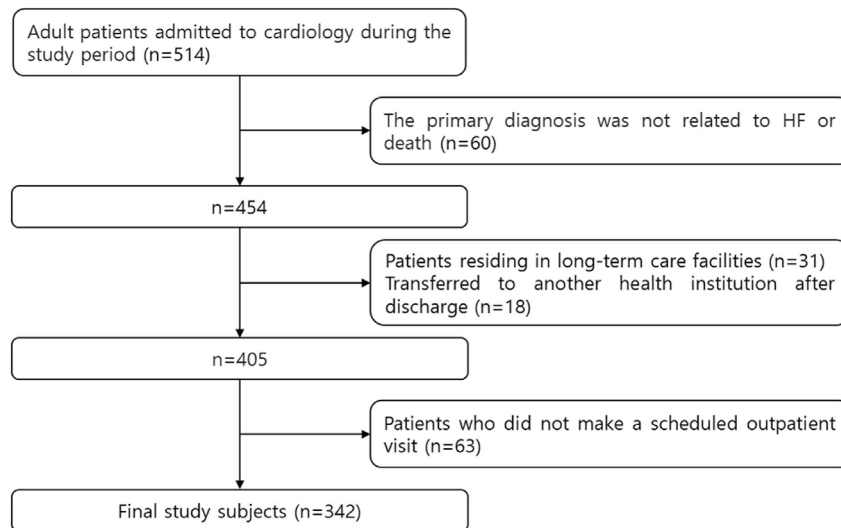 Adult patients admitted to cardiology during the
study period (n=514)
The primary diagnosis was not related to HF or
death (n=60)
n=454
Patients residing in long-term care facilities (n=31)
Transferred to another health institution after
discharge (n=18)
n=405
Patients who did not make a scheduled outpatient
visit (n=63)
Final study subjects (n=342)